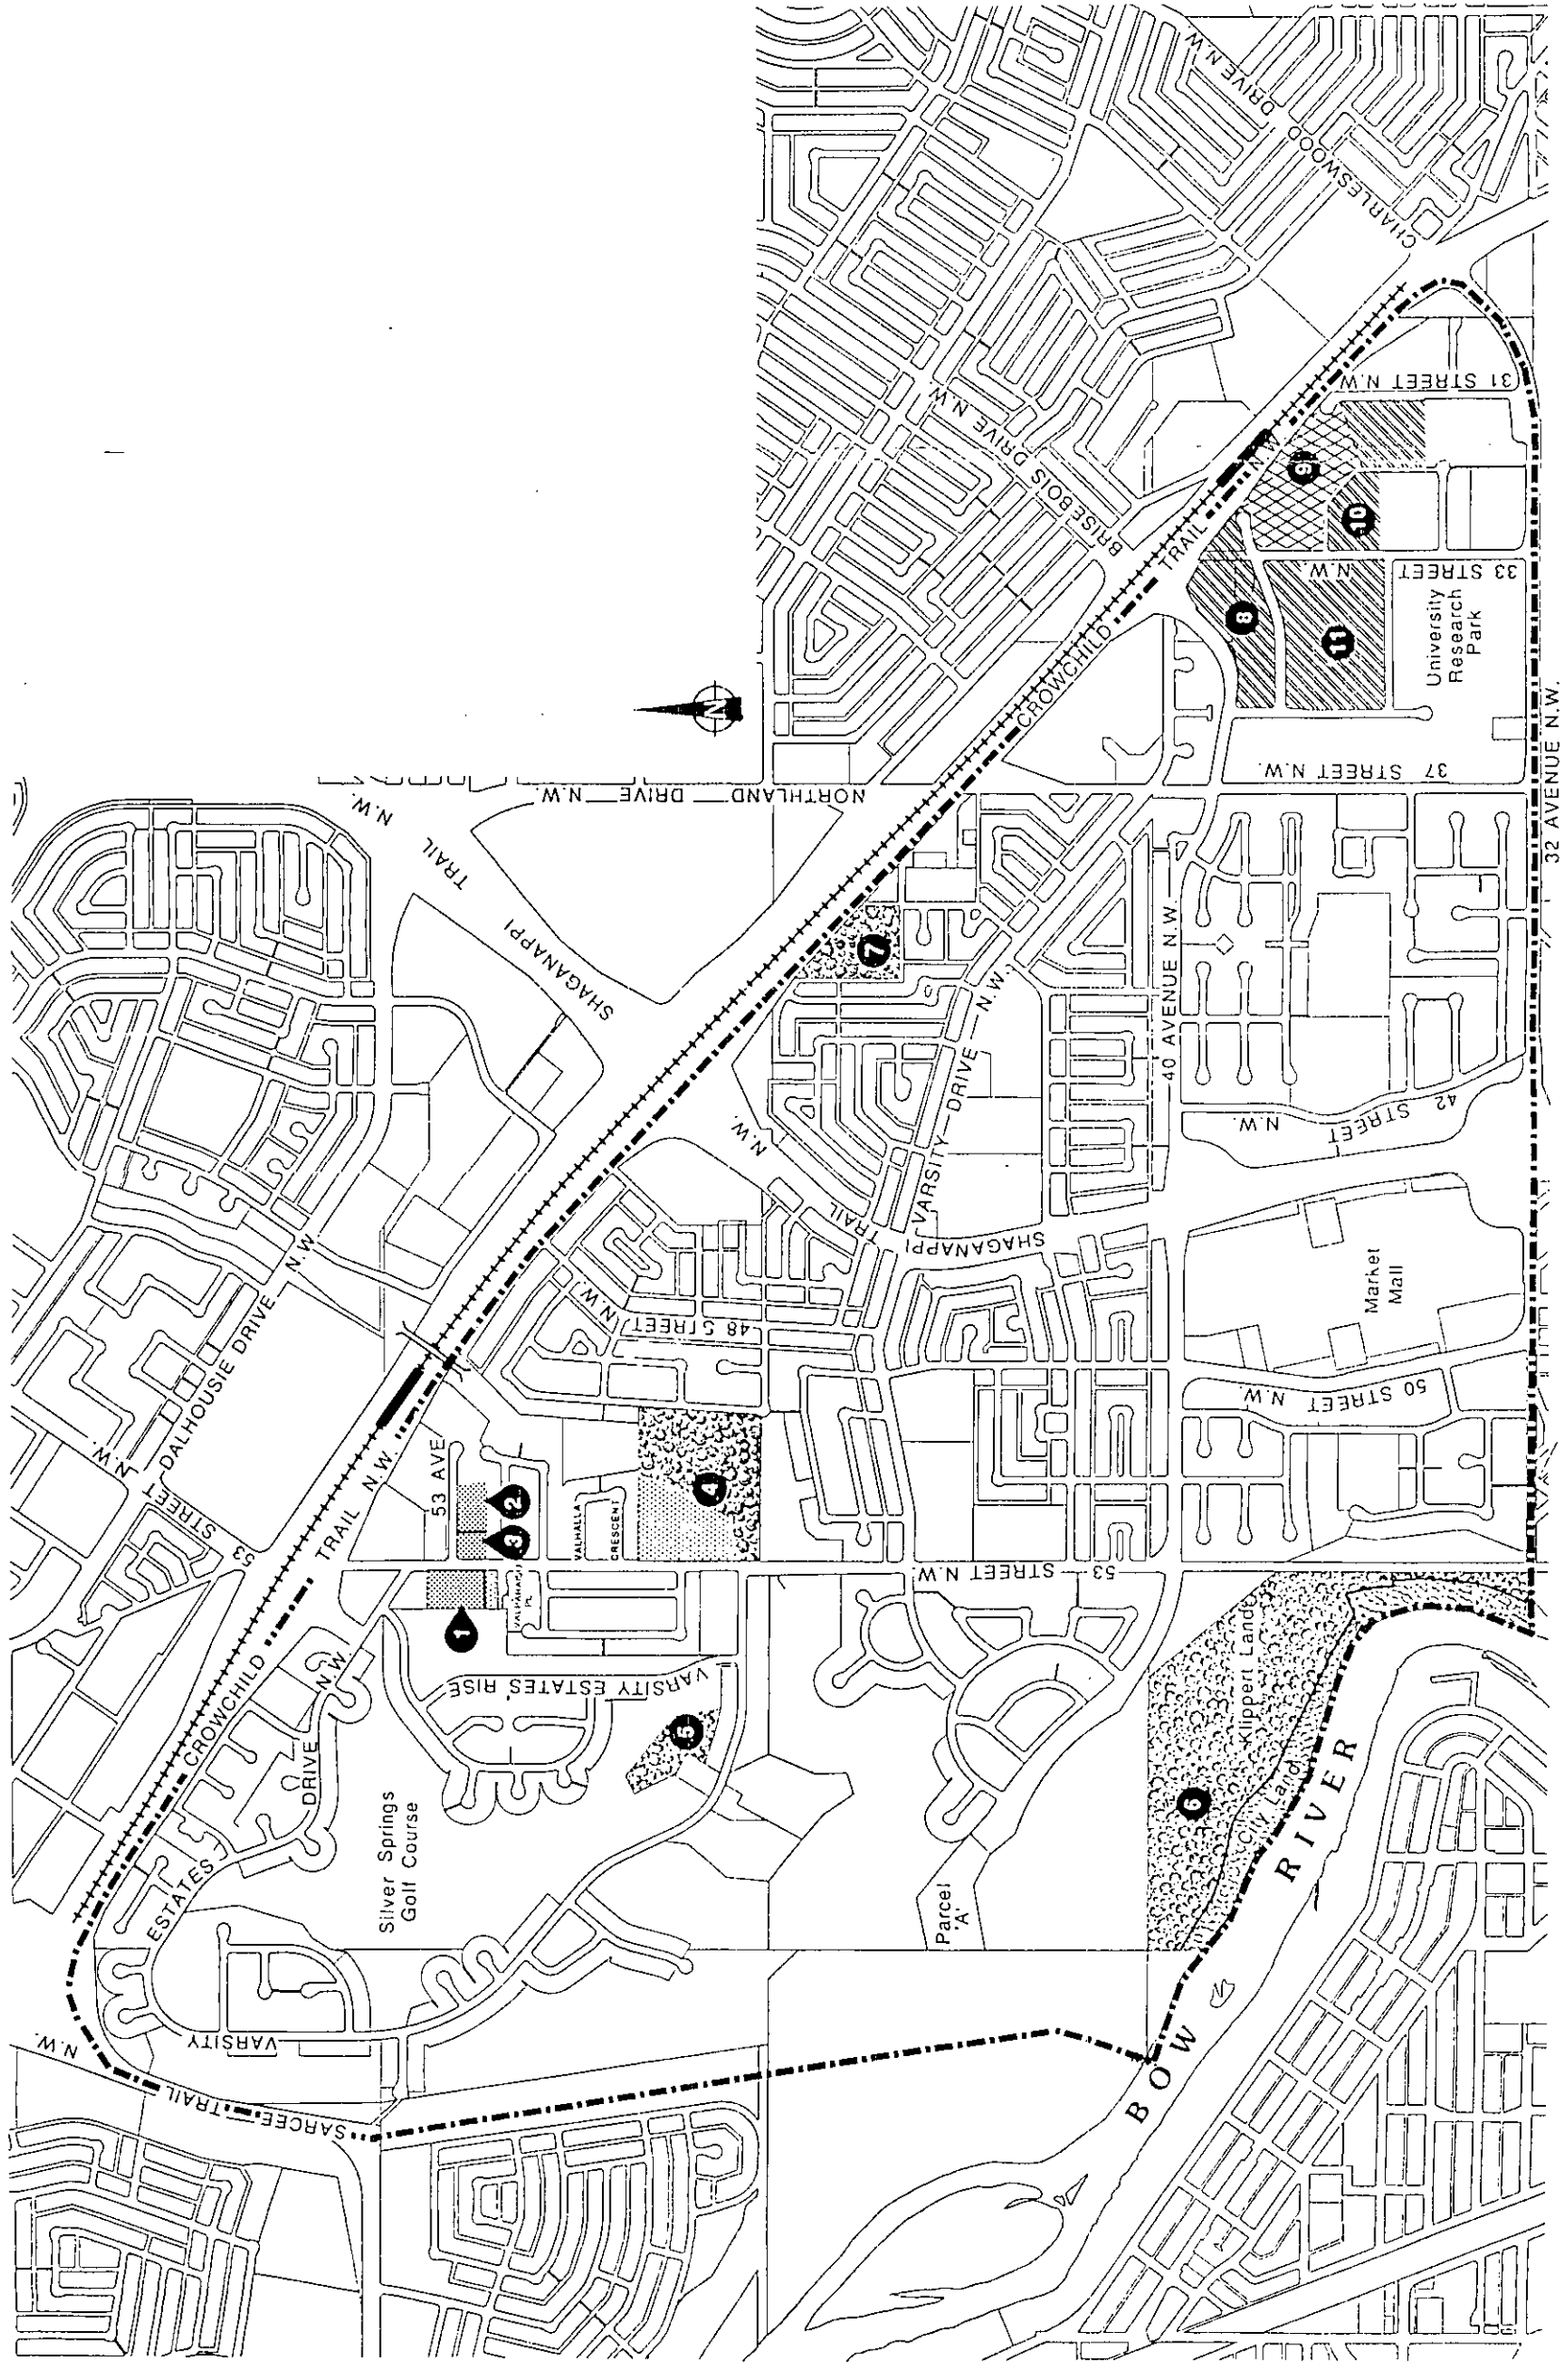 N
N.W.
SARCEE TRAIL
VARSITY
ESTATES
DRIVE N.W.
CROWCHILD TRAIL N.W.
53 STREET N.W.
DALHOUSIE DRIVE N.W.
SHAGANAPPI TRAIL N.W.
NORTHLAND DRIVE N.W.
BRISEBOIS DRIVE N.W.
CHARLESWOOD DRIVE N.W.
Silver Springs
Golf Course
VARSITY ESTATES RISE
53 AVE
VALHALLA
CRESCENT
PL.
1
2
3
4
5
6
7
8
9
10
11
48 STREET N.W.
SHAGANAPPI TRAIL N.W.
VARSITY DRIVE N.W.
CROWCHILD TRAIL N.W.
53 STREET N.W.
40 AVENUE N.W.
37 STREET N.W.
33 STREET N.W.
31 STREET N.W.
42 STREET N.W.
50 STREET N.W.
Market
Mall
University
Research
Park
Parcel
'A'
Klippert Lands
City Land
BOW RIVER
32 AVENUE N.W.